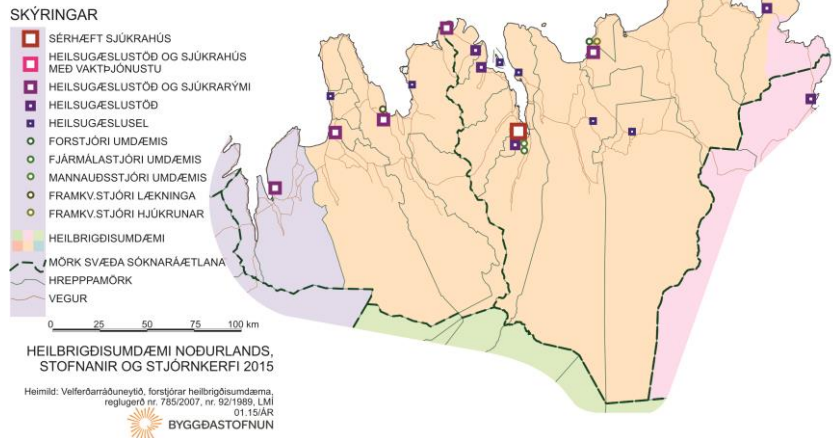 SKÝRINGAR
SÉRHÆFT SJÚKRAHÚS
HEILSUGÆSLUSTÖÐ OG SJÚKRAHÚS
MEÐ VAKTÞJÓNUSTU
HEILSUGÆSLUSTÖÐ OG SJÚKRARÝMI
HEILSUGÆSLUSTÖÐ
HEILSUGÆSLUSEL
FORSTJÓRI UMDÆMIS
FJÁRMÁLASTJÓRI UMDÆMIS
MANNAUÐSSTJÓRI UMDÆMIS
FRAMKV.STJÓRI LÆKNINGA
FRAMKV.STJÓRI HJÚKRUNAR
HEILBRIGÐISUMDÆMI
MÖRK SVÆÐA SÓKNARÁÆTLANA
HREPPPAMÖRK
VEGUR
0 25 50 75 100 km
HEILBRIGÐISUMDÆMI NOÐURLANDS,
STOFNANIR OG STJÓRNKERFI 2015
Heimild: Velferðarráðuneytið, forstjórar heilbrigðisumdæma,
reglugerð nr. 785/2007, nr. 92/1989, LMÍ
01.15/ÁR
BYGGÐASTOFNUN